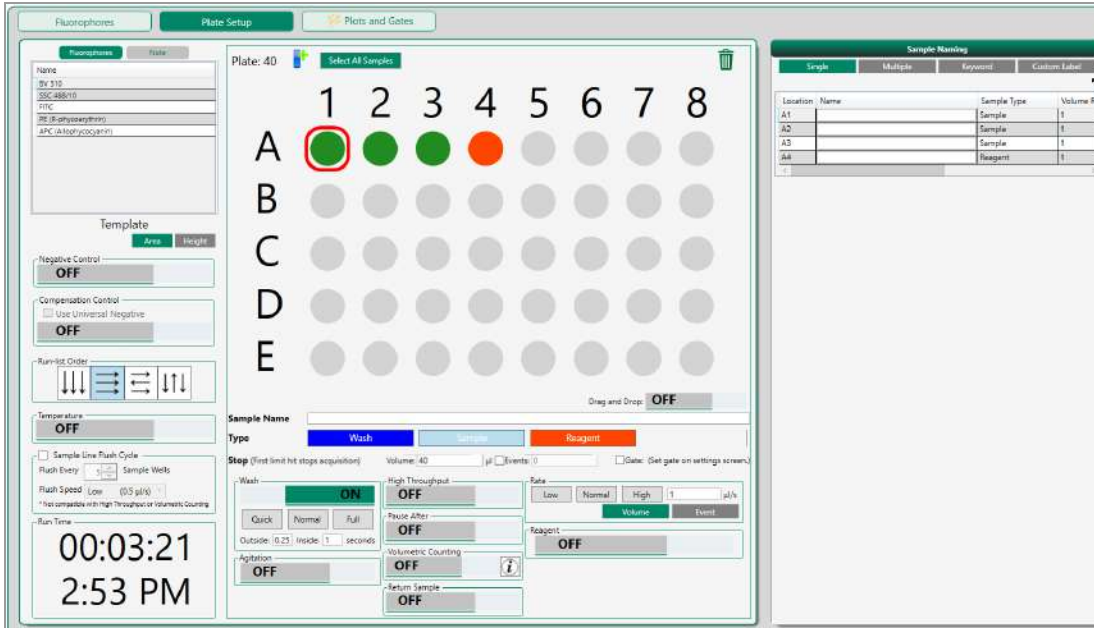 Fluorophores
Plate Setup
Plots and Gates
Fluorophores
Note
Name
BV 510
SSC 488/10
FITC
PE (R-phycoerythrin)
APC (Allophycocyanin)
Template
Area
Height
Negative Control
OFF
Compensation Control
Use Universal Negative
OFF
Run-list Order
Temperature
OFF
Sample Line Flush Cycle
Flush Every
Sample Wells
Flush Speed Low (0.5 µl/s)
* Not compatible with High Throughput or Volumetric Counting
Run Time
00:03:21
2:53 PM
Plate: 40
Select All Samples
1 2 3 4 5 6 7 8
A
B
C
D
E
Drag and Drop: OFF
Sample Name
Type
Wash
Sample
Reagent
Stop (First limit hit stops acquisition)
Volume: 40 µl
Events: 0
Gate: (Set gate on settings screen.)
Wash
ON
Quick
Normal
Full
Outside: 0.25 Inside: 1 seconds
Agitation
OFF
High Throughput
OFF
Pause After
OFF
Volumetric Counting
OFF
i
Return Sample
OFF
Rate
Low
Normal
High
1 µl/s
Volume
Event
Reagent
OFF
Sample Naming
Single
Multiple
Keyword
Custom Label
Location Name Sample Type Volume R
A1 Sample 1
A2 Sample 1
A3 Sample 1
A4 Reagent 1